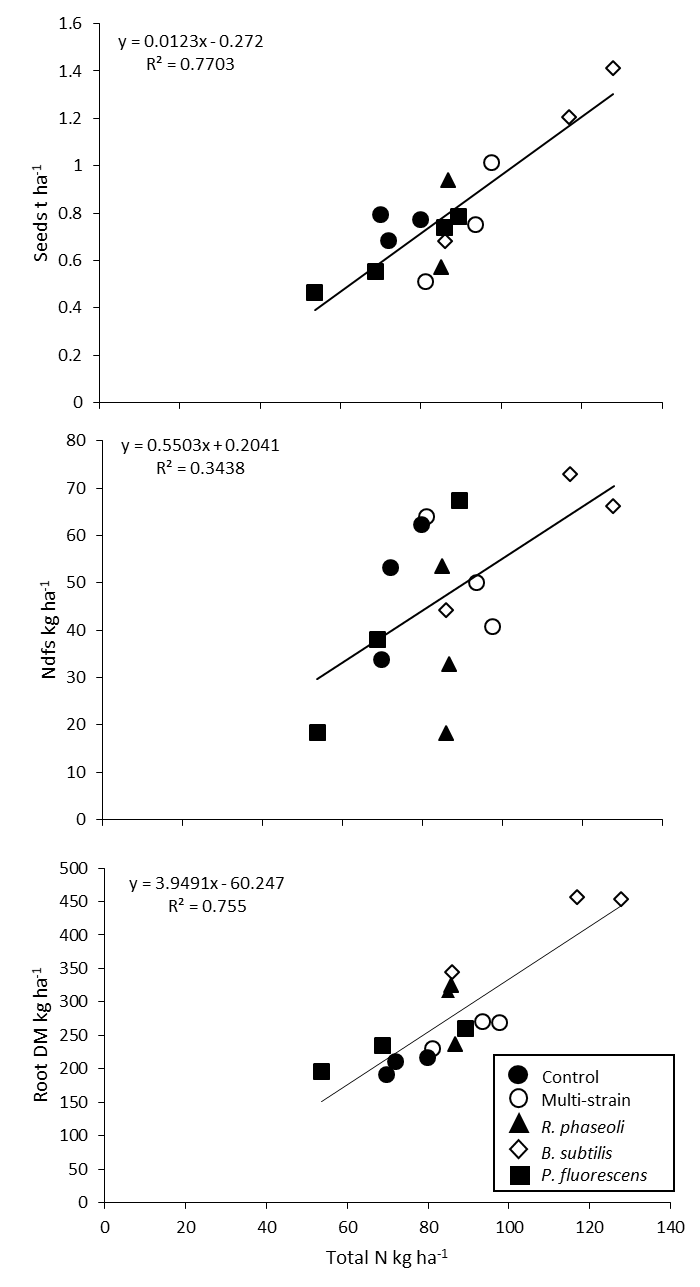 y = 0.0123x - 0.272
R² = 0.7703
1.6
1.4
1.2
1
0.8
0.6
0.4
0.2
0
Seeds t ha⁻¹
y = 0.5503x + 0.2041
R² = 0.3438
80
70
60
50
40
30
20
10
0
Ndfs kg ha⁻¹
y = 3.9491x - 60.247
R² = 0.755
500
450
400
350
300
250
200
150
100
50
0
Root DM kg ha⁻¹
Control
Multi-strain
R. phaseoli
B. subtilis
P. fluorescens
0 20 40 60 80 100 120 140
Total N kg ha⁻¹